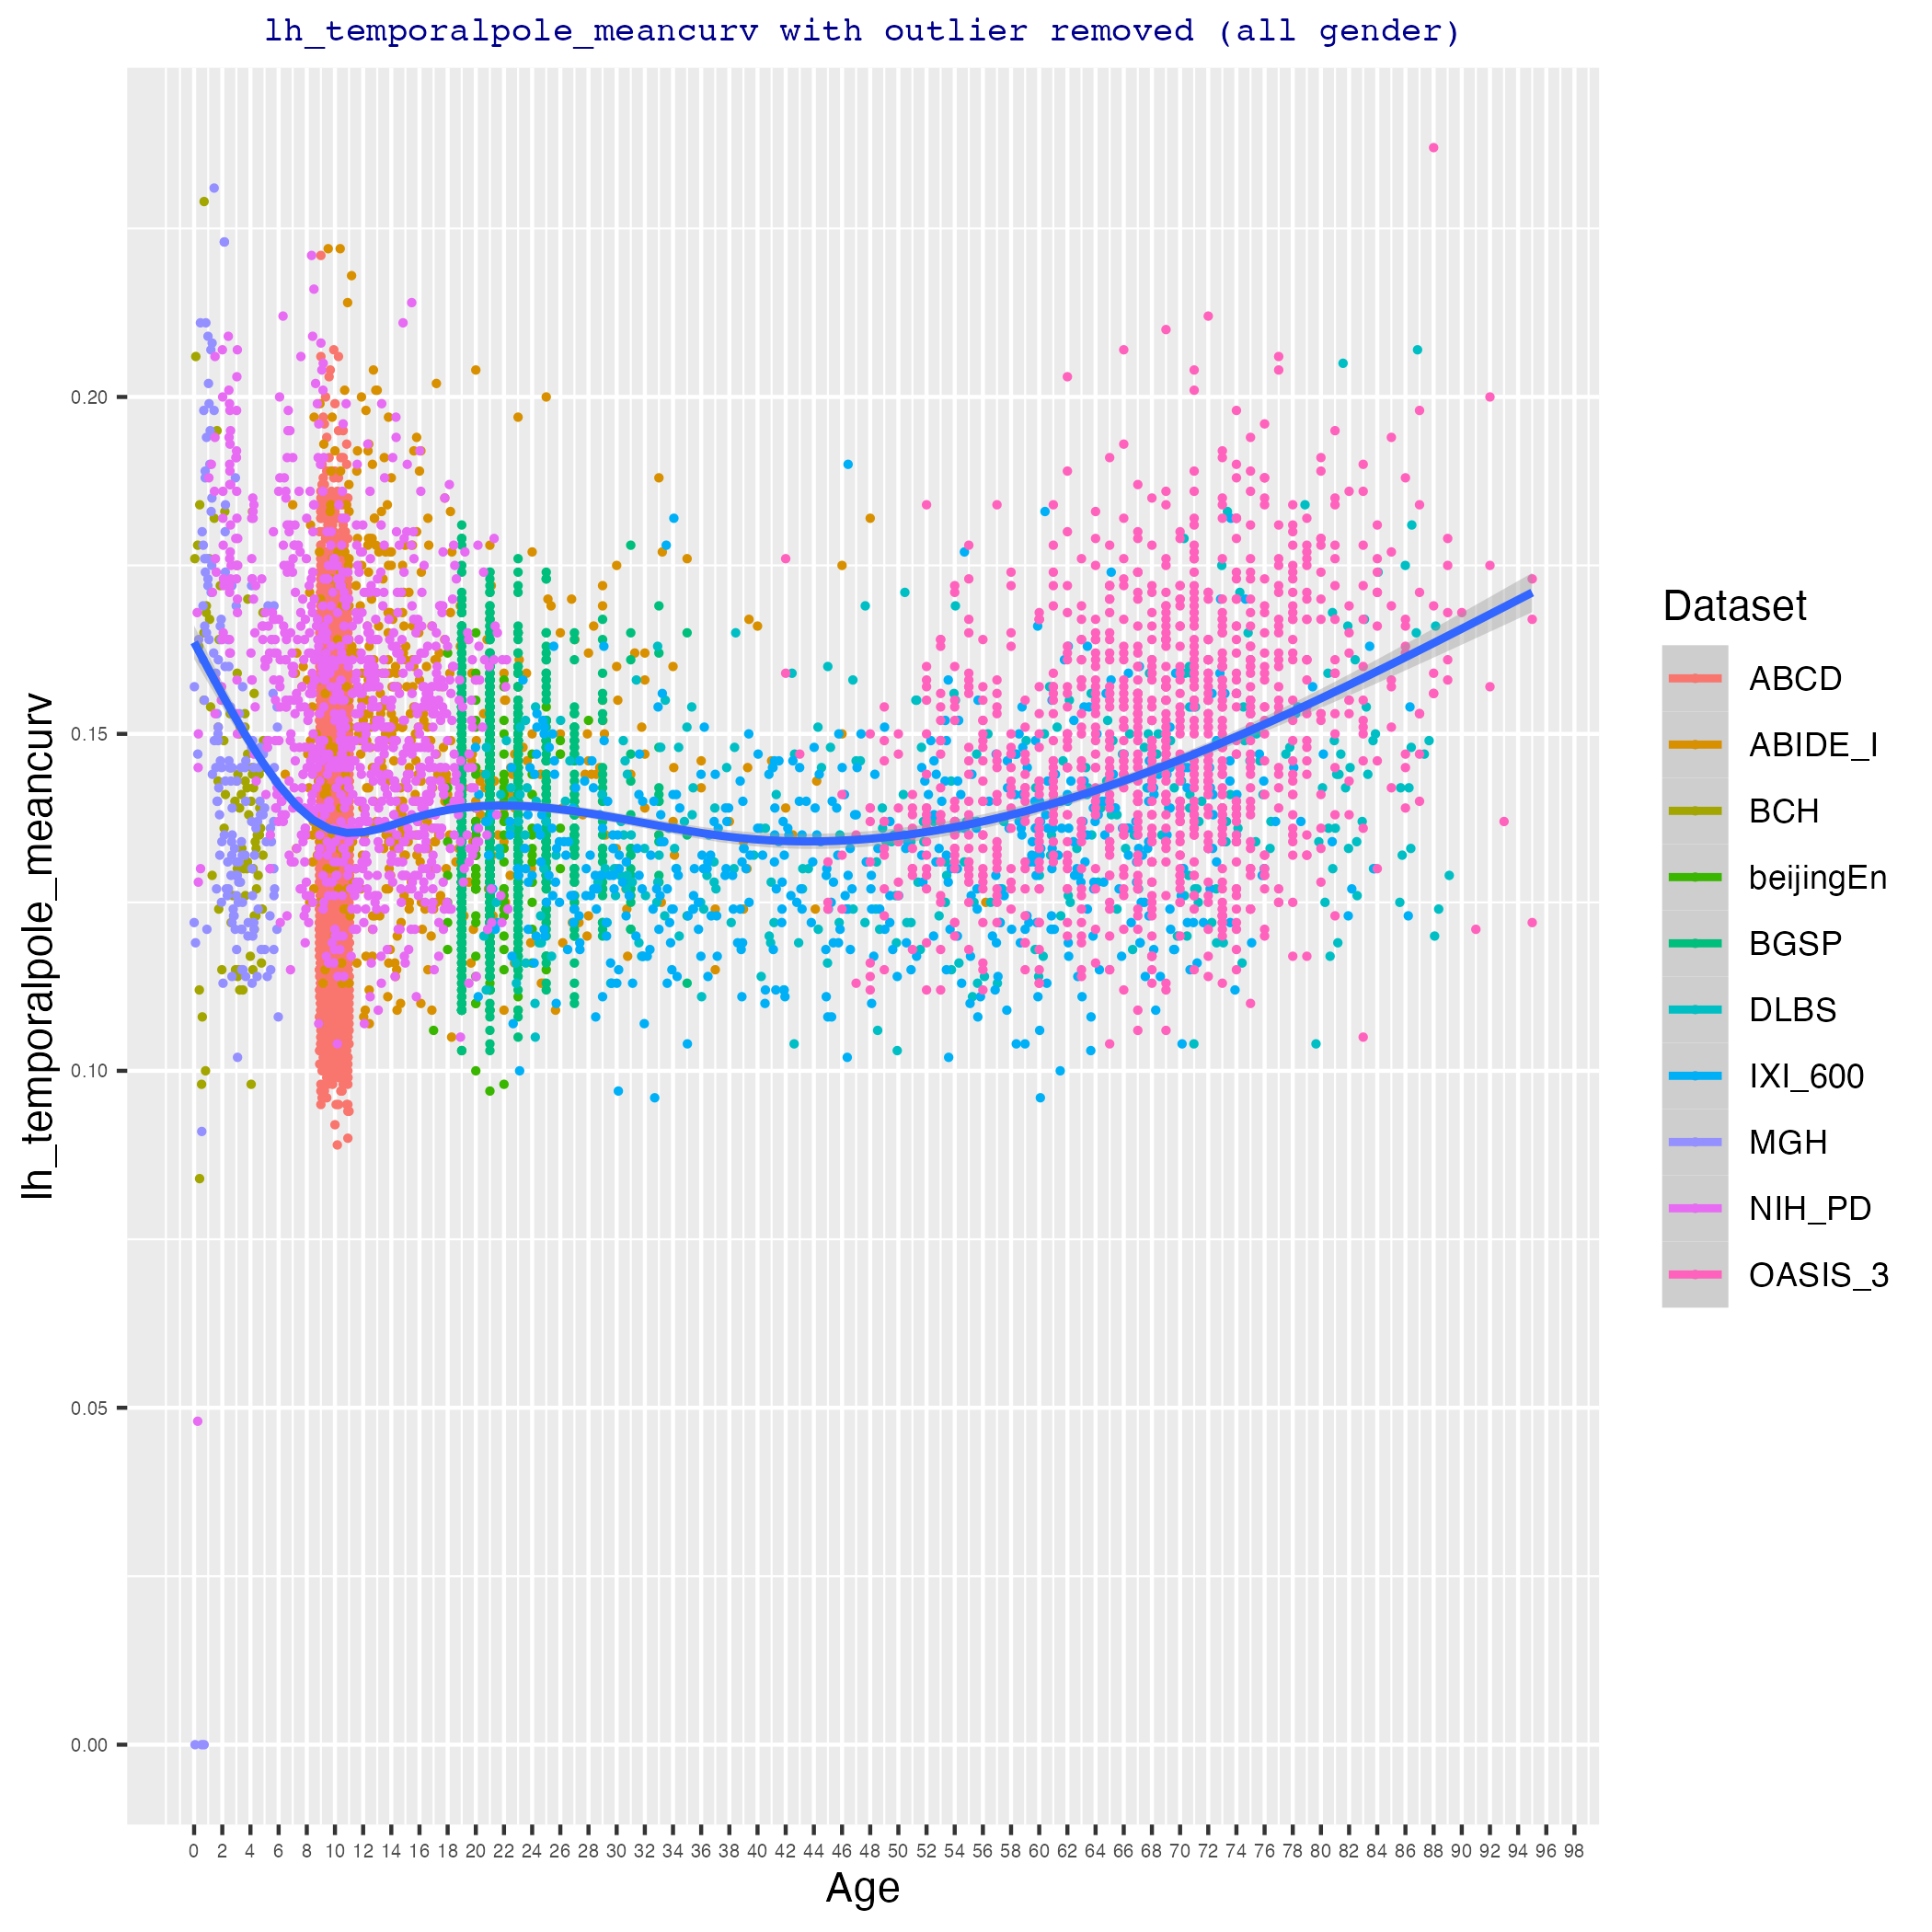 lh_temporalpole_meancurv with outlier removed (all gender)
lh_temporalpole_meancurv
0.20
0.15
0.10
0.05
0.00
0 2 4 6 8 10 12 14 16 18 20 22 24 26 28 30 32 34 36 38 40 42 44 46 48 50 52 54 56 58 60 62 64 66 68 70 72 74 76 78 80 82 84 86 88 90 92 94 96 98
Age
Dataset
ABCD
ABIDE_I
BCH
beijingEn
BGSP
DLBS
IXI_600
MGH
NIH_PD
OASIS_3